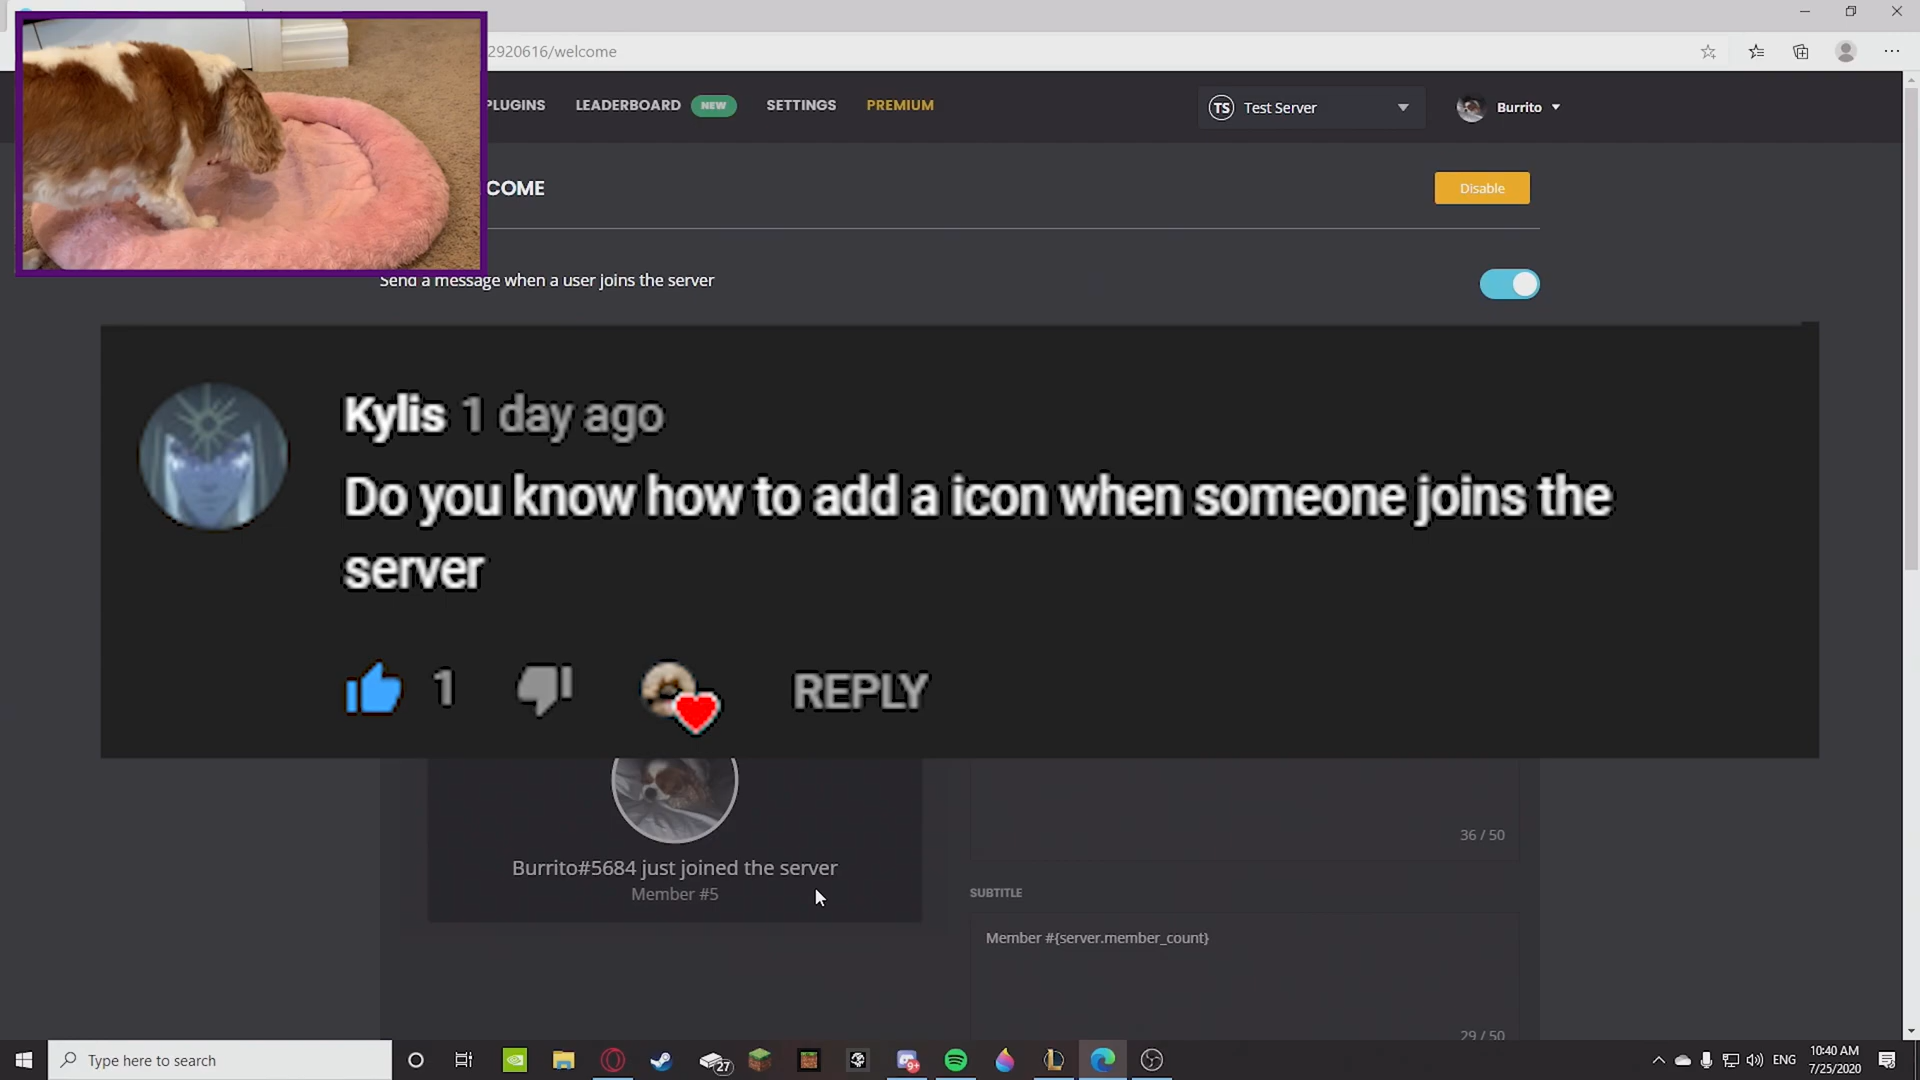 2920616/welcome
PLUGINS
LEADERBOARD
NEW
SETTINGS
PREMIUM
TS
Test Server
Burrito
COME
Disable
Send a message when a user joins the server
Kylis 1 day ago
Do you know how to add a icon when someone joins the
server
1
REPLY
36 / 50
Burrito#5684 just joined the server
Member #5
SUBTITLE
Member #{server.member_count}
29 / 50
Type here to search
27
9+
ENG
10:40 AM
7/25/2020